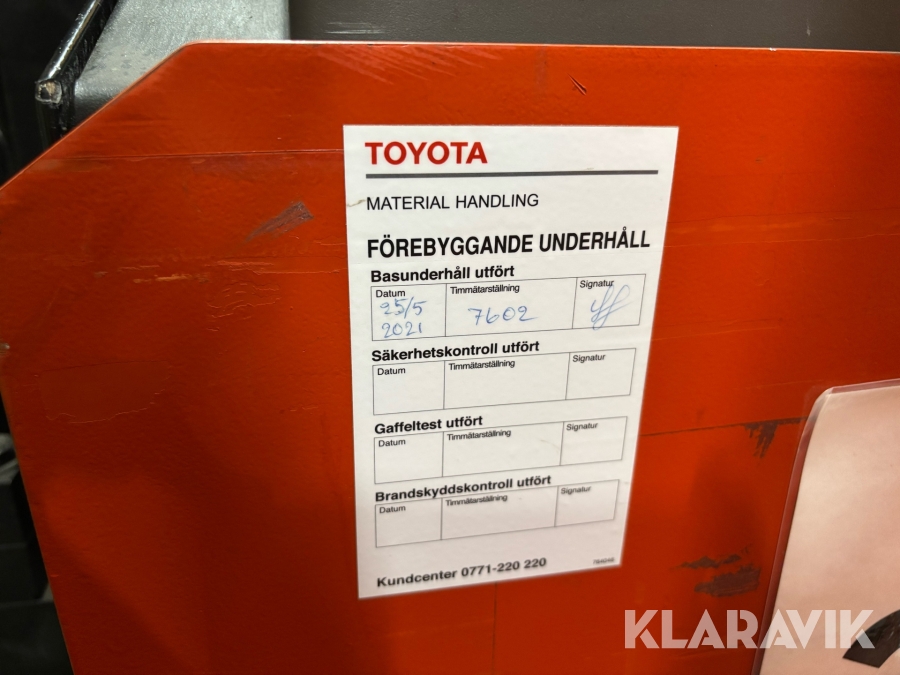 TOYOTA
MATERIAL HANDLING
FÖREBYGGANDE UNDERHÅLL
Basunderhåll utfört
Datum Timmätarställning Signatur
25/5 7602
2021
Säkerhetskontroll utfört
Datum Timmätarställning Signatur
Gaffeltest utfört
Datum Timmätarställning Signatur
Brandskyddskontroll utfört
Datum Timmätarställning Signatur
Kundcenter 0771-220 220
KLARAVIK